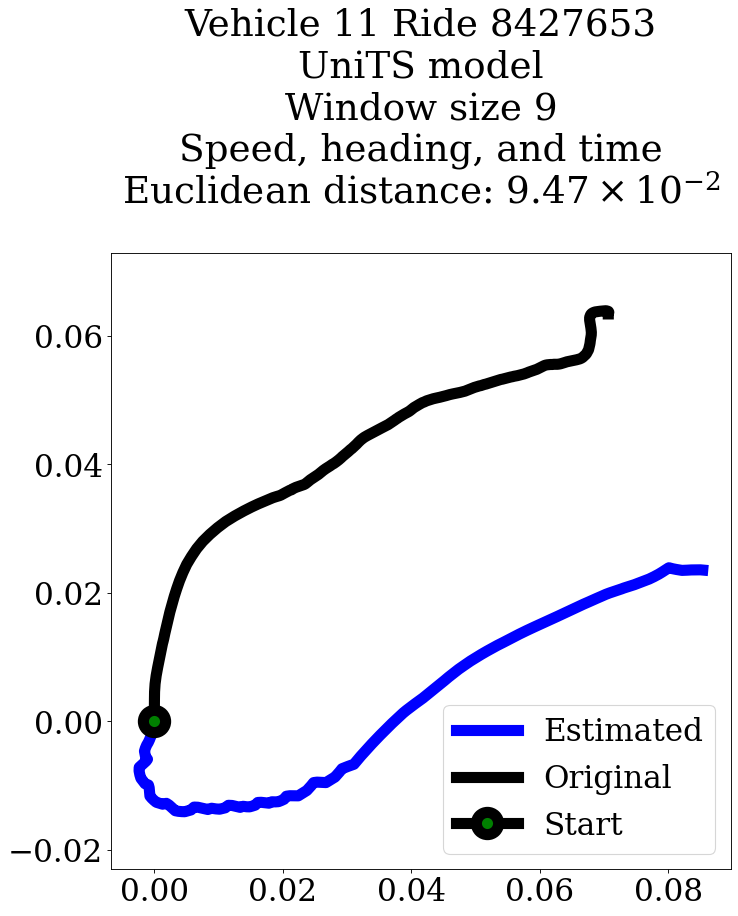 Vehicle 11 Ride 8427653
UniTS model
Window size 9
Speed, heading, and time
Euclidean distance: 9.47 × 10⁻²
0.06
0.04
0.02
0.00
−0.02
Estimated
Original
Start
0.00 0.02 0.04 0.06 0.08